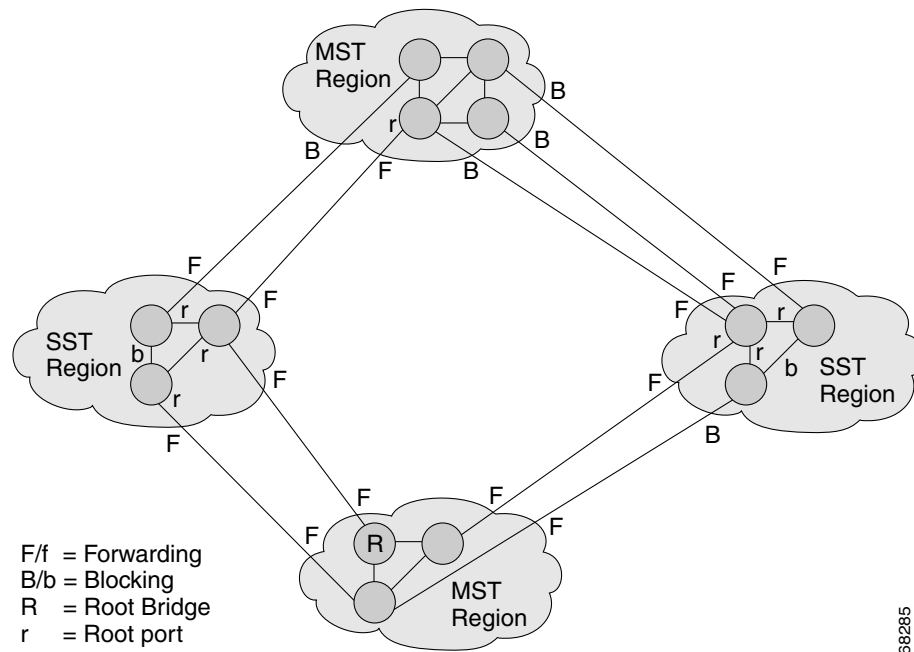 MST
Region
B
r
B
B
F
B
F
F
F
F
F
r
SST
Region
r
b
r
F
F
r
r
r
b
SST
Region
F
B
F
F
F
F
R
MST
Region
F/f = Forwarding
B/b = Blocking
R = Root Bridge
r = Root port
68285